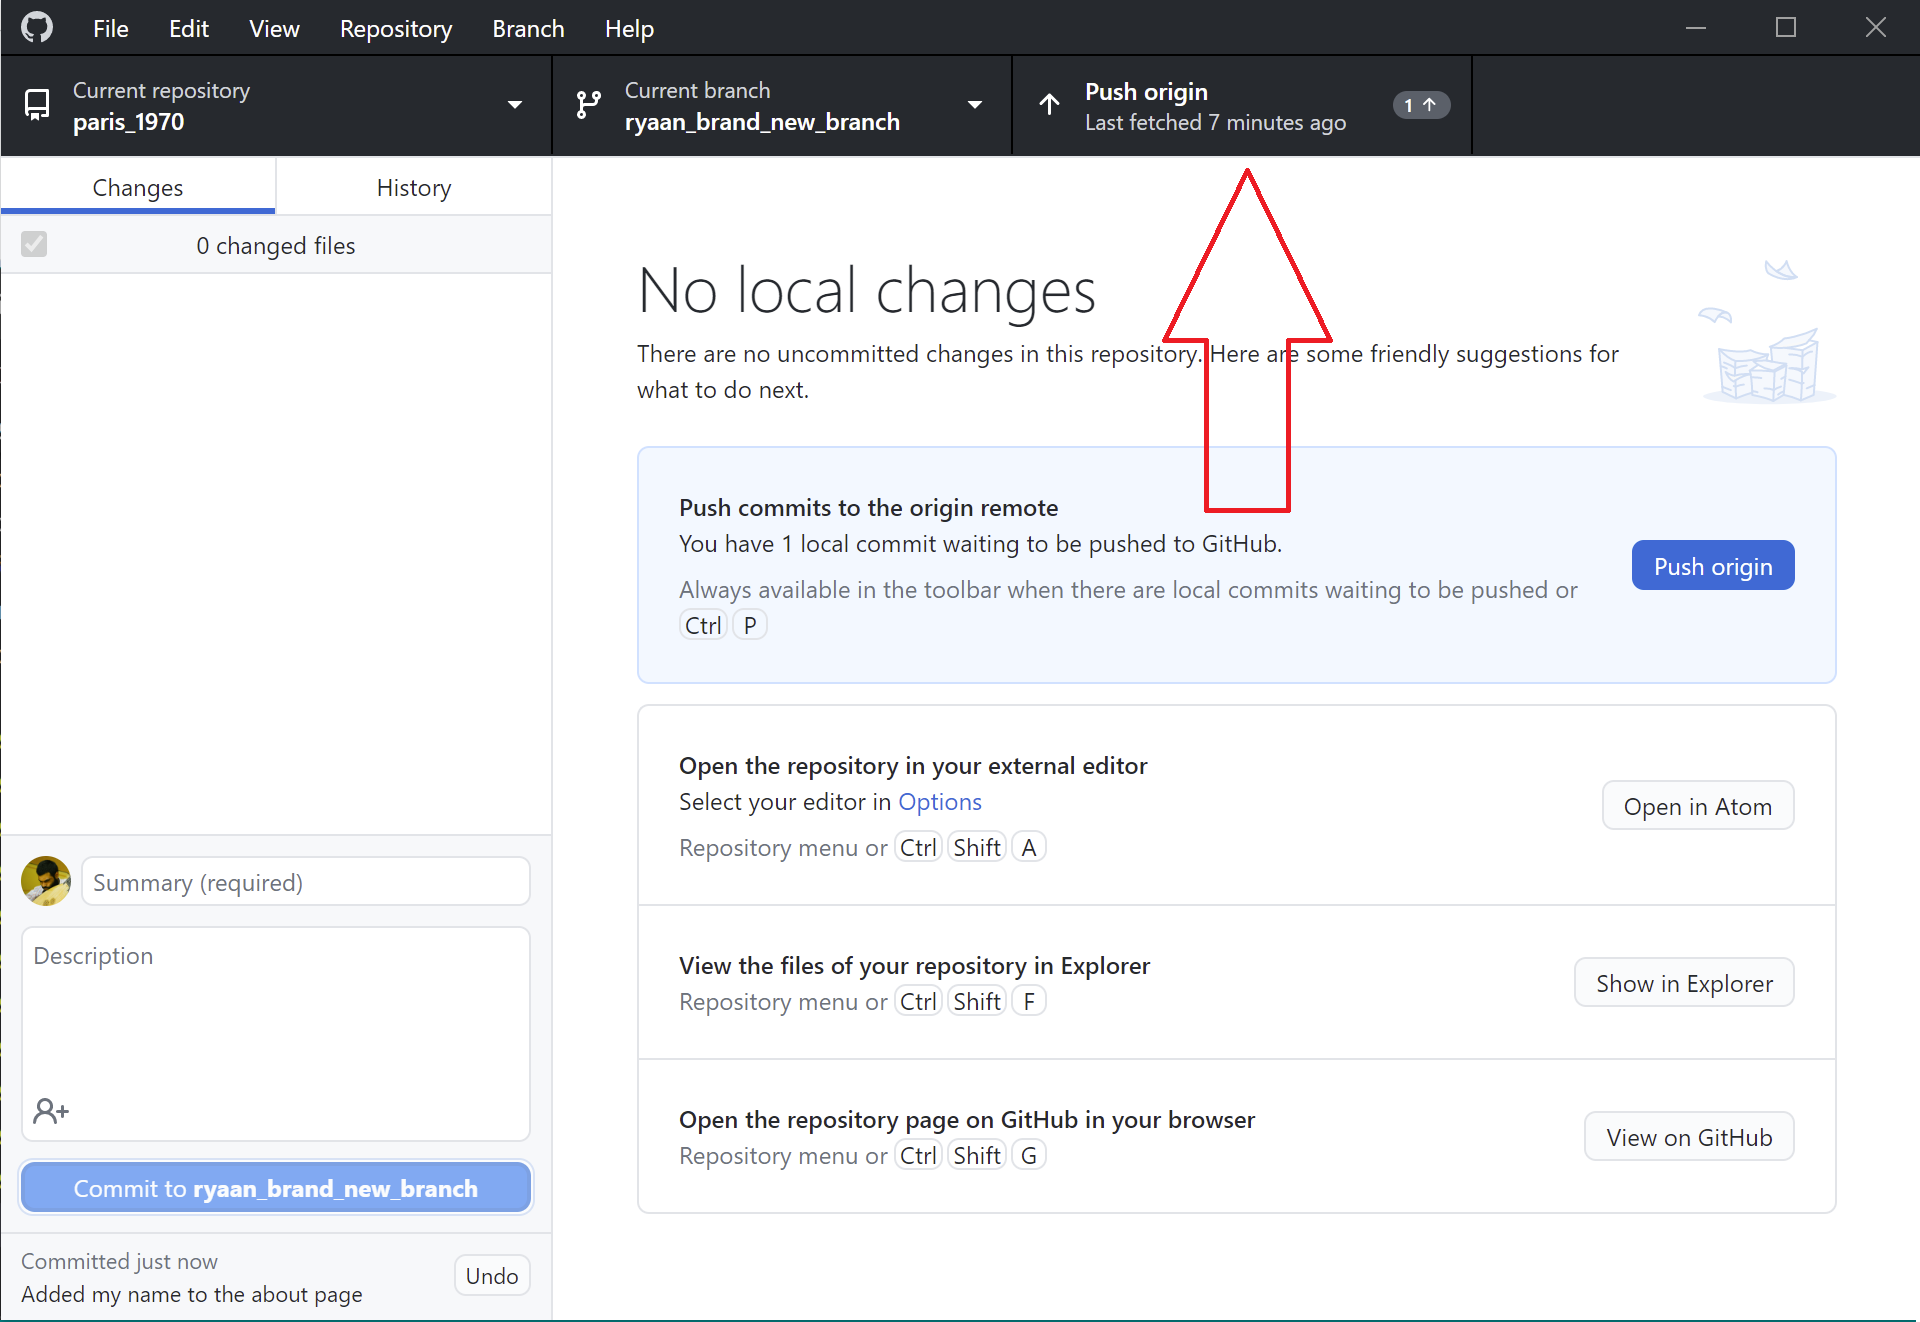 File Edit View Repository Branch Help
Current repository
paris_1970
Current branch
ryaan_brand_new_branch
Push origin
Last fetched 7 minutes ago
1
Changes
History
0 changed files
No local changes
There are no uncommitted changes in this repository. Here are some friendly suggestions for
what to do next.
Push commits to the origin remote
You have 1 local commit waiting to be pushed to GitHub.
Always available in the toolbar when there are local commits waiting to be pushed or
Ctrl P
Push origin
Open the repository in your external editor
Select your editor in Options
Repository menu or Ctrl Shift A
Open in Atom
View the files of your repository in Explorer
Repository menu or Ctrl Shift F
Show in Explorer
Open the repository page on GitHub in your browser
Repository menu or Ctrl Shift G
View on GitHub
Summary (required)
Description
Commit to ryaan_brand_new_branch
Committed just now
Added my name to the about page
Undo